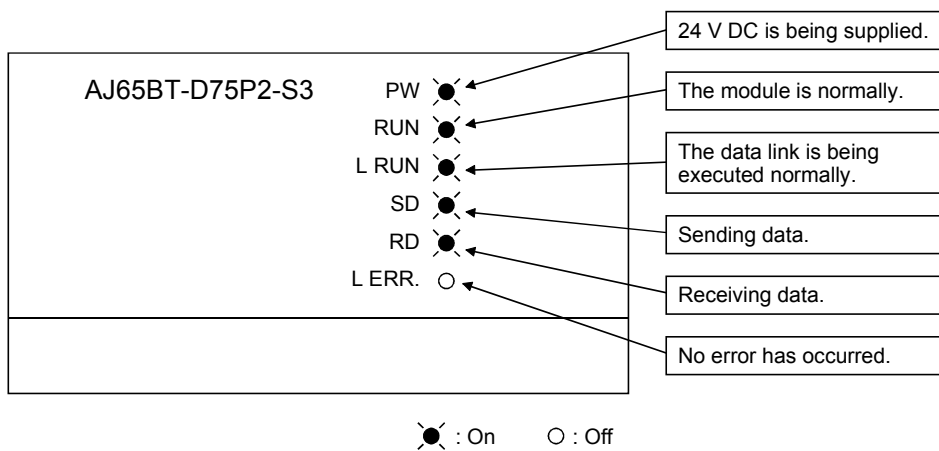 AJ65BT-D75P2-S3
PW
RUN
L RUN
SD
RD
L ERR.
24 V DC is being supplied.
The module is normally.
The data link is being
executed normally.
Sending data.
Receiving data.
No error has occurred.
: On
: Off